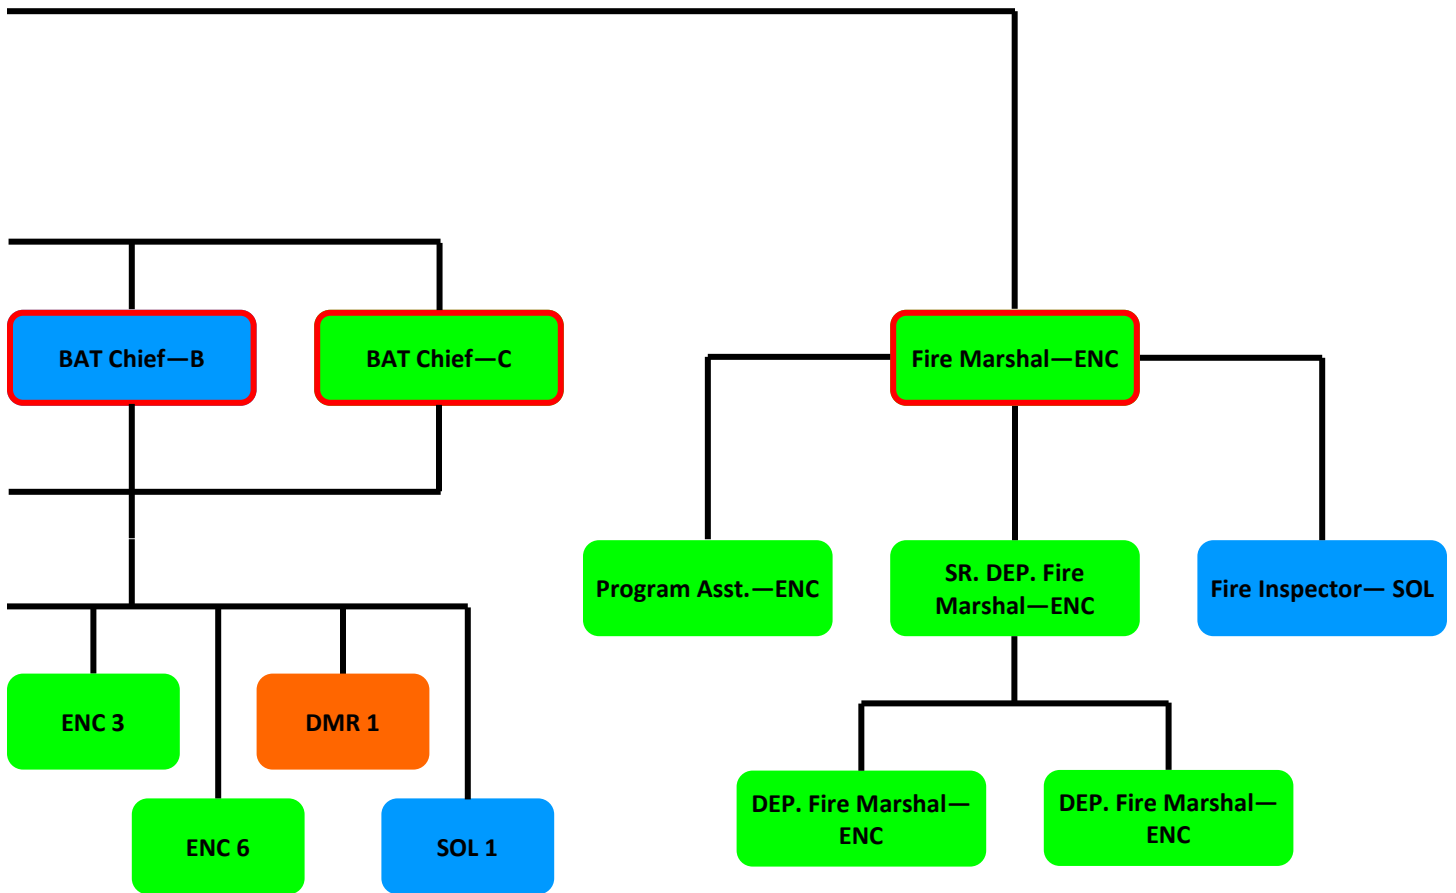 BAT Chief—B
BAT Chief—C
Fire Marshal—ENC
Program Asst.—ENC
SR. DEP. Fire
Marshal—ENC
Fire Inspector— SOL
ENC 3
DMR 1
ENC 6
SOL 1
DEP. Fire Marshal—
ENC
DEP. Fire Marshal—
ENC